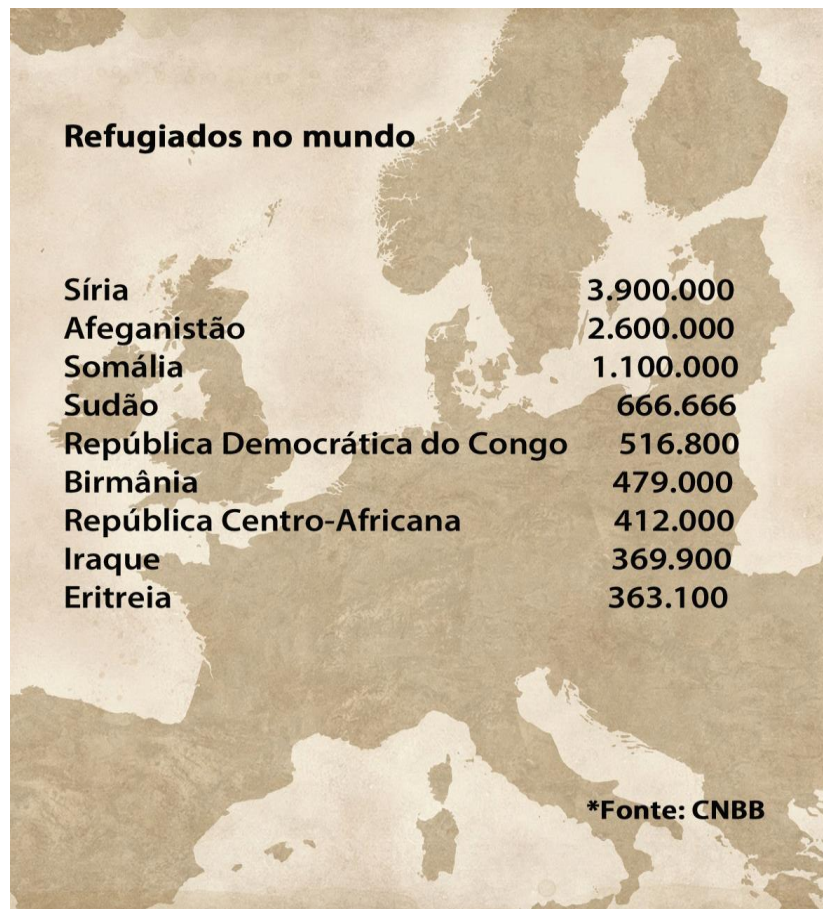 Refugiados no mundo
Síria 3.900.000
Afeganistão 2.600.000
Somália 1.100.000
Sudão 666.666
República Democrática do Congo 516.800
Birmânia 479.000
República Centro-Africana 412.000
Iraque 369.900
Eritreia 363.100
*Fonte: CNBB